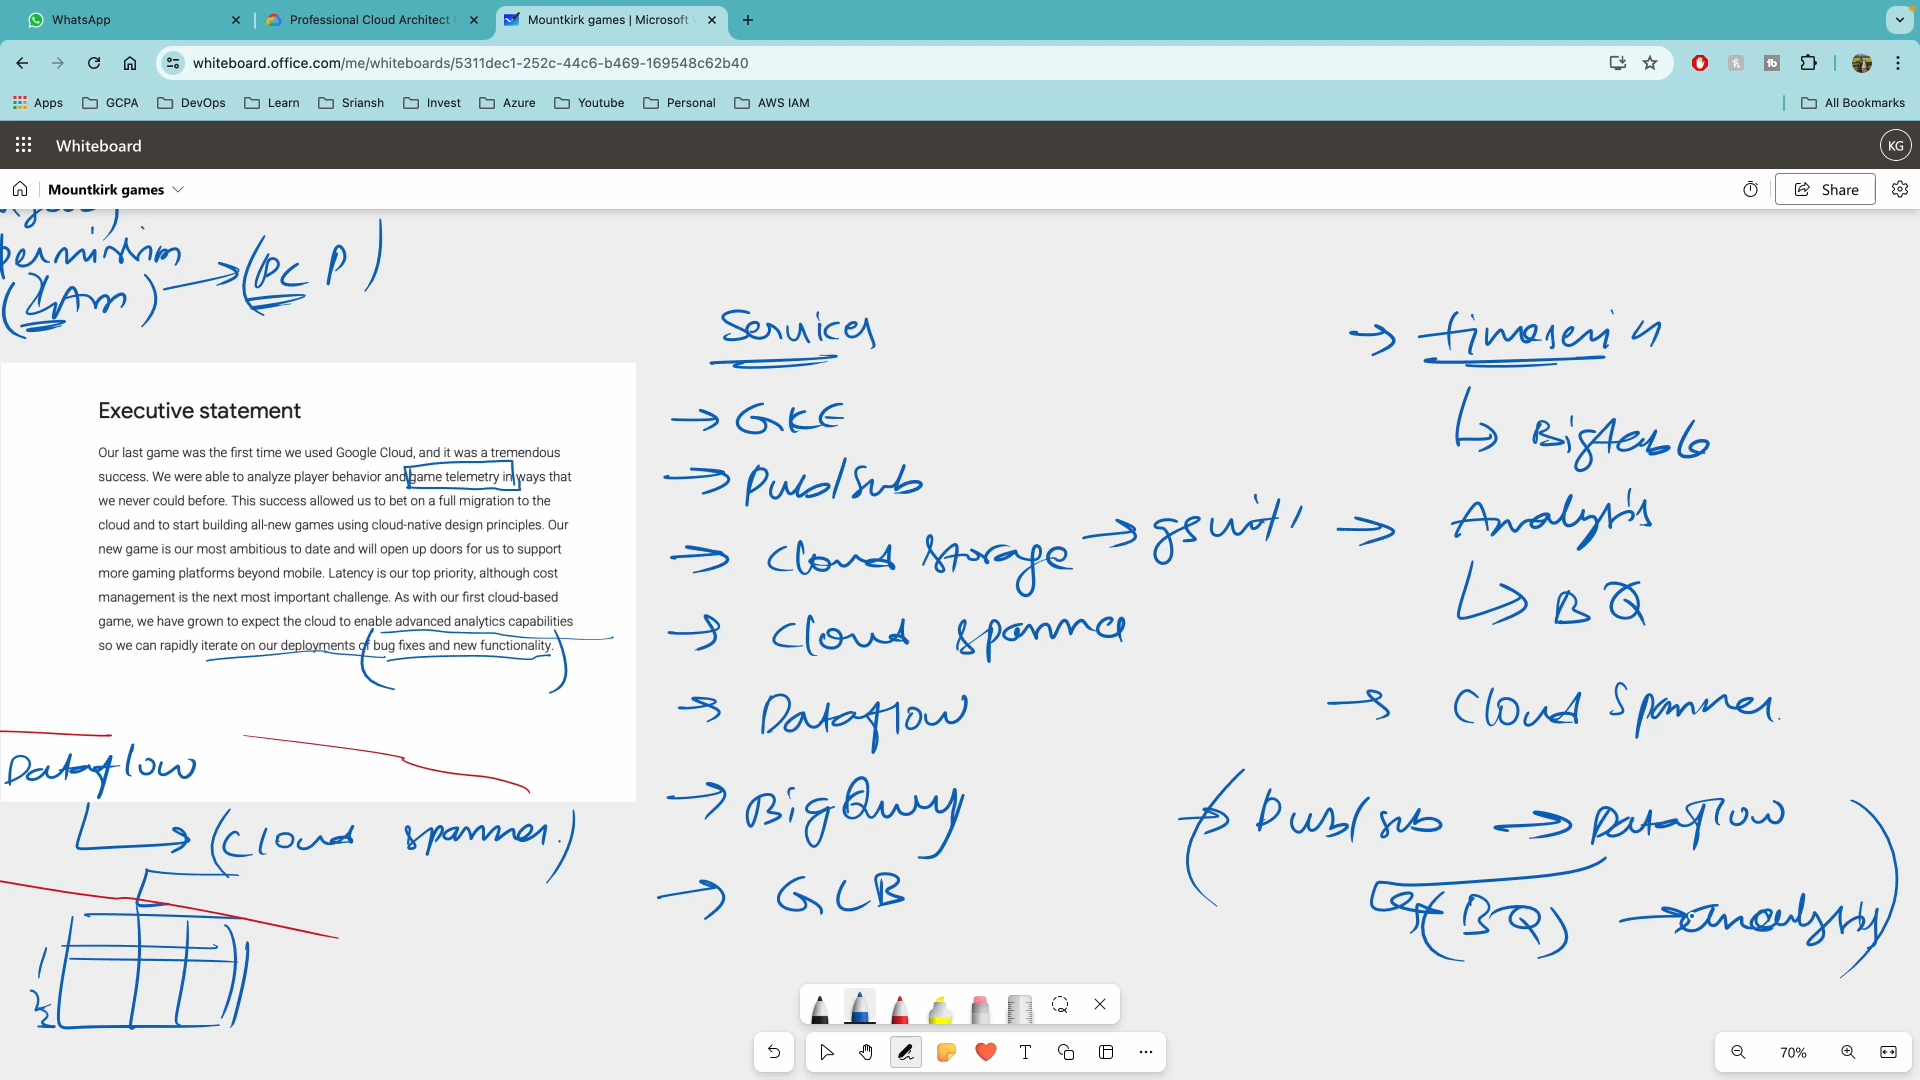 WhatsApp
Professional Cloud Architect
Mountkirk games | Microsoft
whiteboard.office.com/me/whiteboards/5311dec1-252c-44c6-b469-169548c62b40
Apps GCPA DevOps Learn Sriansh Invest Azure Youtube Personal AWS IAM All Bookmarks
Whiteboard
KG
Mountkirk games
Share
permission
(IAM) → (PCP)
Executive statement
Our last game was the first time we used Google Cloud, and it was a tremendous
success. We were able to analyze player behavior and game telemetry in ways that
we never could before. This success allowed us to bet on a full migration to the
cloud and to start building all-new games using cloud-native design principles. Our
new game is our most ambitious to date and will open up doors for us to support
more gaming platforms beyond mobile. Latency is our top priority, although cost
management is the next most important challenge. As with our first cloud-based
game, we have grown to expect the cloud to enable advanced analytics capabilities
so we can rapidly iterate on our deployments of bug fixes and new functionality.
Dataflow
(cloud spanner.)
1
2
3
Services
→ GKE
→ Pub/sub
→ Cloud storage → gsutil
→ Cloud spanner
→ Dataflow
→ BigQuery
→ GLB
→ timeseries
Bigtable
→ Analysis
BQ
→ Cloud Spanner.
→ Pub/sub → Dataflow
(BQ) → analysis
70%